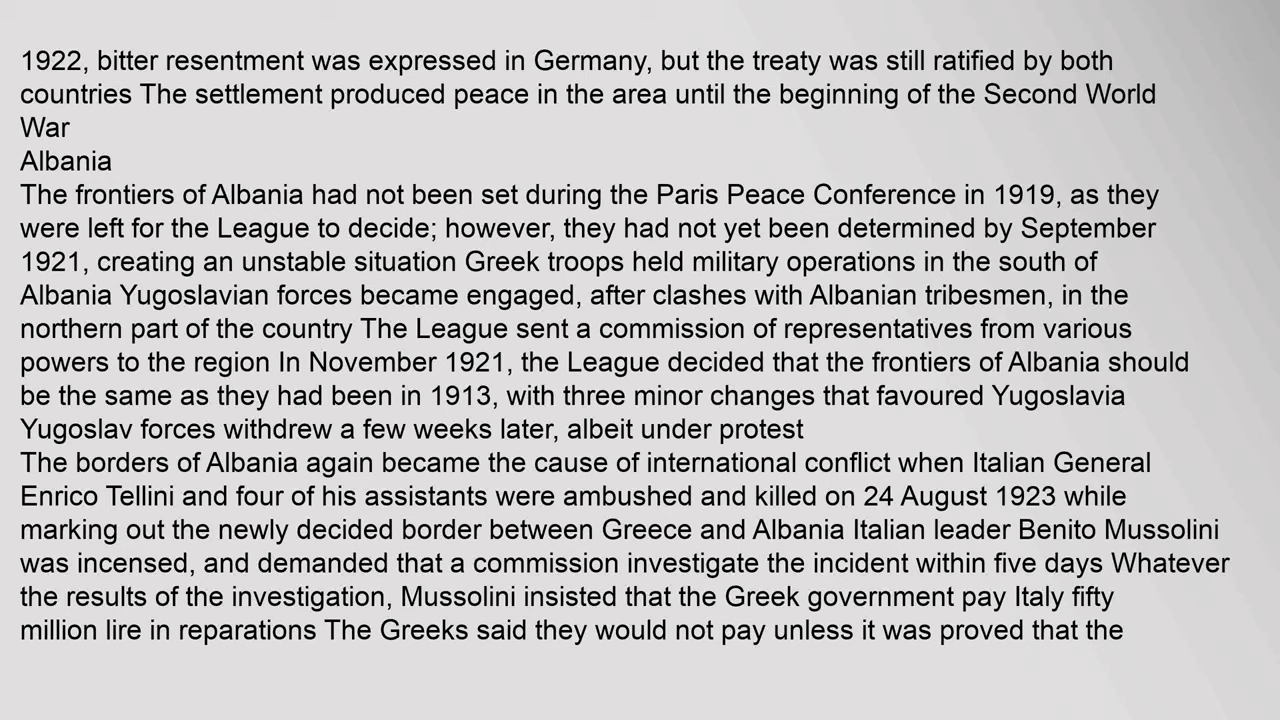 1922, bitter resentment was expressed in Germany, but the treaty was still ratified by both
countries The settlement produced peace in the area until the beginning of the Second World
War
Albania
The frontiers of Albania had not been set during the Paris Peace Conference in 1919, as they
were left for the League to decide; however, they had not yet been determined by September
1921, creating an unstable situation Greek troops held military operations in the south of
Albania Yugoslavian forces became engaged, after clashes with Albanian tribesmen, in the
northern part of the country The League sent a commission of representatives from various
powers to the region In November 1921, the League decided that the frontiers of Albania should
be the same as they had been in 1913, with three minor changes that favoured Yugoslavia
Yugoslav forces withdrew a few weeks later, albeit under protest
The borders of Albania again became the cause of international conflict when Italian General
Enrico Tellini and four of his assistants were ambushed and killed on 24 August 1923 while
marking out the newly decided border between Greece and Albania Italian leader Benito Mussolini
was incensed, and demanded that a commission investigate the incident within five days Whatever
the results of the investigation, Mussolini insisted that the Greek government pay Italy fifty
million lire in reparations The Greeks said they would not pay unless it was proved that the